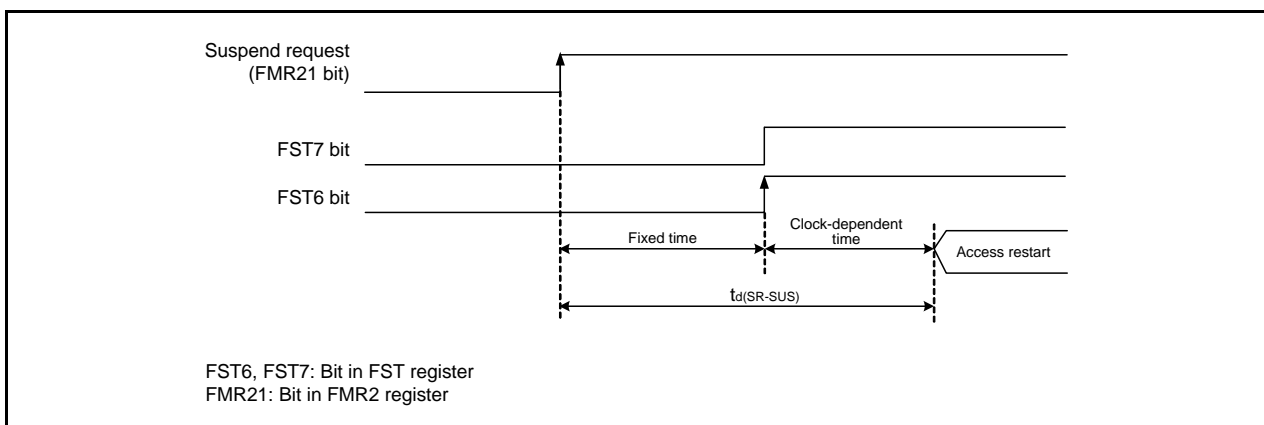 Suspend request
(FMR21 bit)
FST7 bit
FST6 bit
Fixed time
Clock-dependent
time
Access restart
td(SR-SUS)
FST6, FST7: Bit in FST register
FMR21: Bit in FMR2 register